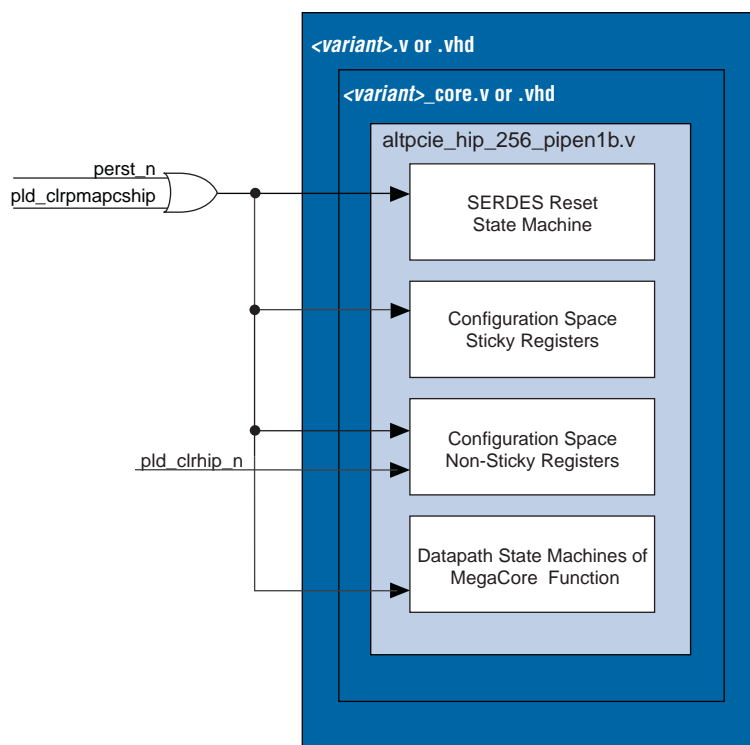 <variant>.v or .vhd
<variant>_core.v or .vhd
altpcie_hip_256_pipen1b.v
perst_n
pld_clrpmapcship
SERDES Reset
State Machine
Configuration Space
Sticky Registers
Configuration Space
Non-Sticky Registers
pld_clrhip_n
Datapath State Machines of
MegaCore Function